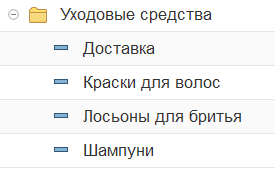 Уходовые средства
Доставка
Краски для волос
Лосьоны для бритья
Шампуни